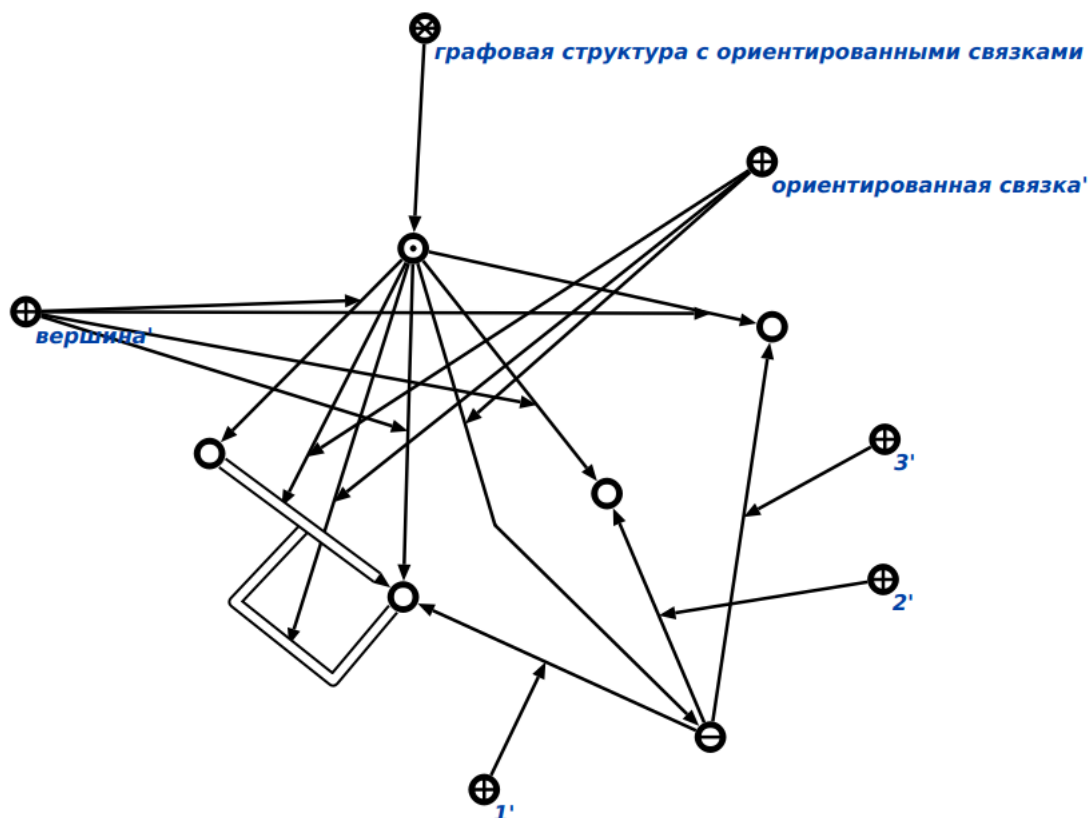 графовая структура с ориентированными связками
ориентированная связка'
вершина'
3'
2'
1'